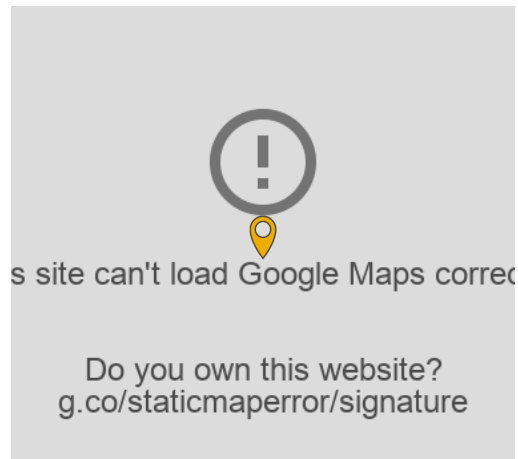 s site can't load Google Maps correc
Do you own this website?
g.co/staticmaperror/signature